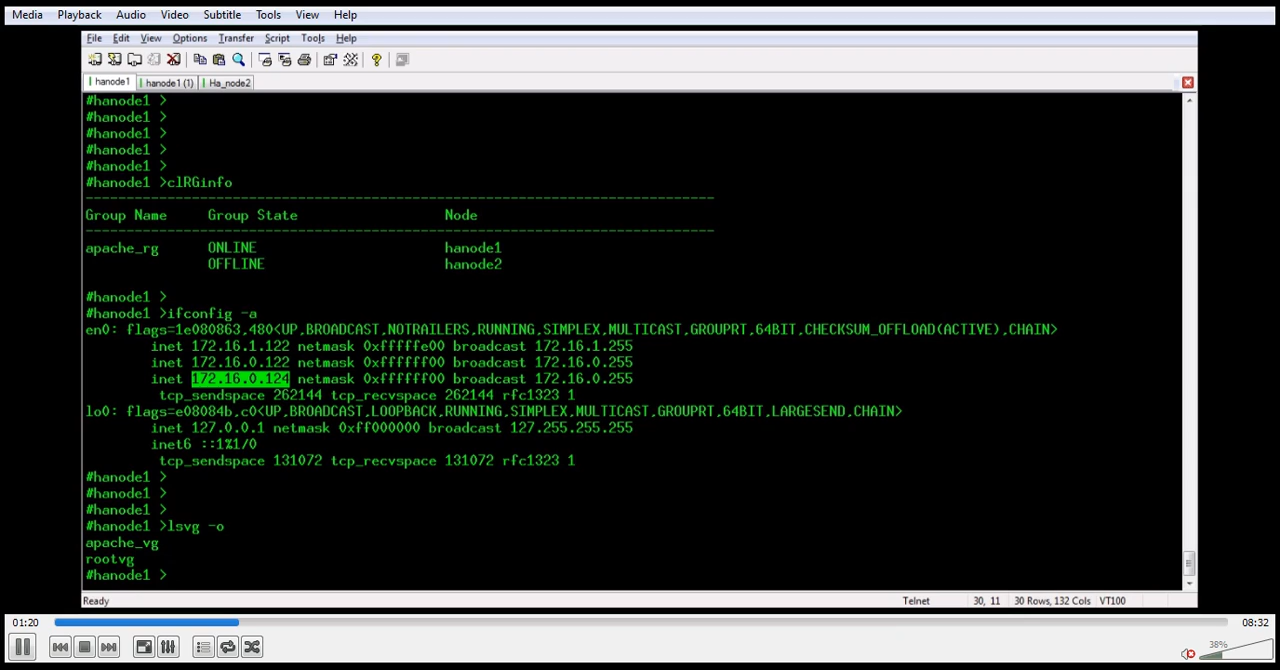 Media Playback Audio Video Subtitle Tools View Help
File Edit View Options Transfer Script Tools Help
hanode1 hanode1 (1) Ha_node2
#hanode1 >
#hanode1 >
#hanode1 >
#hanode1 >
#hanode1 >
#hanode1 >clRGinfo
-----------------------------------------------------------------------------
Group Name Group State Node
-----------------------------------------------------------------------------
apache_rg ONLINE hanode1
OFFLINE hanode2
#hanode1 >
#hanode1 >ifconfig -a
en0: flags=1e080863,480<UP,BROADCAST,NOTRAILERS,RUNNING,SIMPLEX,MULTICAST,GROUPRT,64BIT,CHECKSUM_OFFLOAD(ACTIVE),CHAIN>
inet 172.16.1.122 netmask 0xfffffe00 broadcast 172.16.1.255
inet 172.16.0.122 netmask 0xffffff00 broadcast 172.16.0.255
inet 172.16.0.124 netmask 0xffffff00 broadcast 172.16.0.255
tcp_sendspace 262144 tcp_recvspace 262144 rfc1323 1
lo0: flags=e08084b,c0<UP,BROADCAST,LOOPBACK,RUNNING,SIMPLEX,MULTICAST,GROUPRT,64BIT,LARGESEND,CHAIN>
inet 127.0.0.1 netmask 0xff000000 broadcast 127.255.255.255
inet6 ::1%1/0
tcp_sendspace 131072 tcp_recvspace 131072 rfc1323 1
#hanode1 >
#hanode1 >
#hanode1 >
#hanode1 >lsvg -o
apache_vg
rootvg
#hanode1 >
Ready Telnet 30, 11 30 Rows, 132 Cols VT100
01:20 08:32
38%